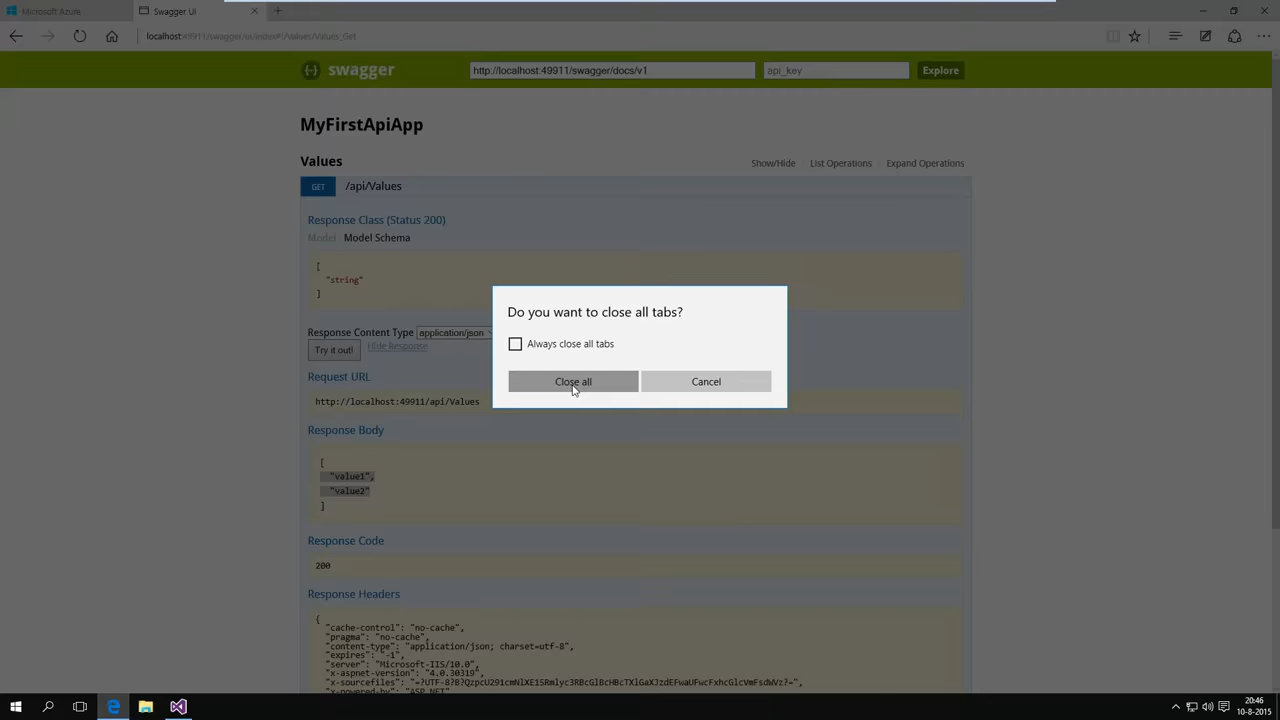 Microsoft Azure
Swagger UI
localhost:49911/swagger/ui/index#!/Values/Values_Get
swagger
http://localhost:49911/swagger/docs/v1
api_key
Explore
MyFirstApiApp
Values
Show/Hide
List Operations
Expand Operations
GET
/api/Values
Response Class (Status 200)
Model
Model Schema
[
"string"
]
Do you want to close all tabs?
Always close all tabs
Close all
Cancel
Response Content Type
application/json
Try it out!
Hide Response
Request URL
http://localhost:49911/api/Values
Response Body
[
"value1",
"value2"
]
Response Code
200
Response Headers
{
"cache-control": "no-cache",
"pragma": "no-cache",
"content-type": "application/json; charset=utf-8",
"expires": "-1",
"server": "Microsoft-IIS/10.0",
"x-aspnet-version": "4.0.30319",
"x-sourcefiles":
"x-powered-by": "ASP.NET"
20:46
10-8-2015